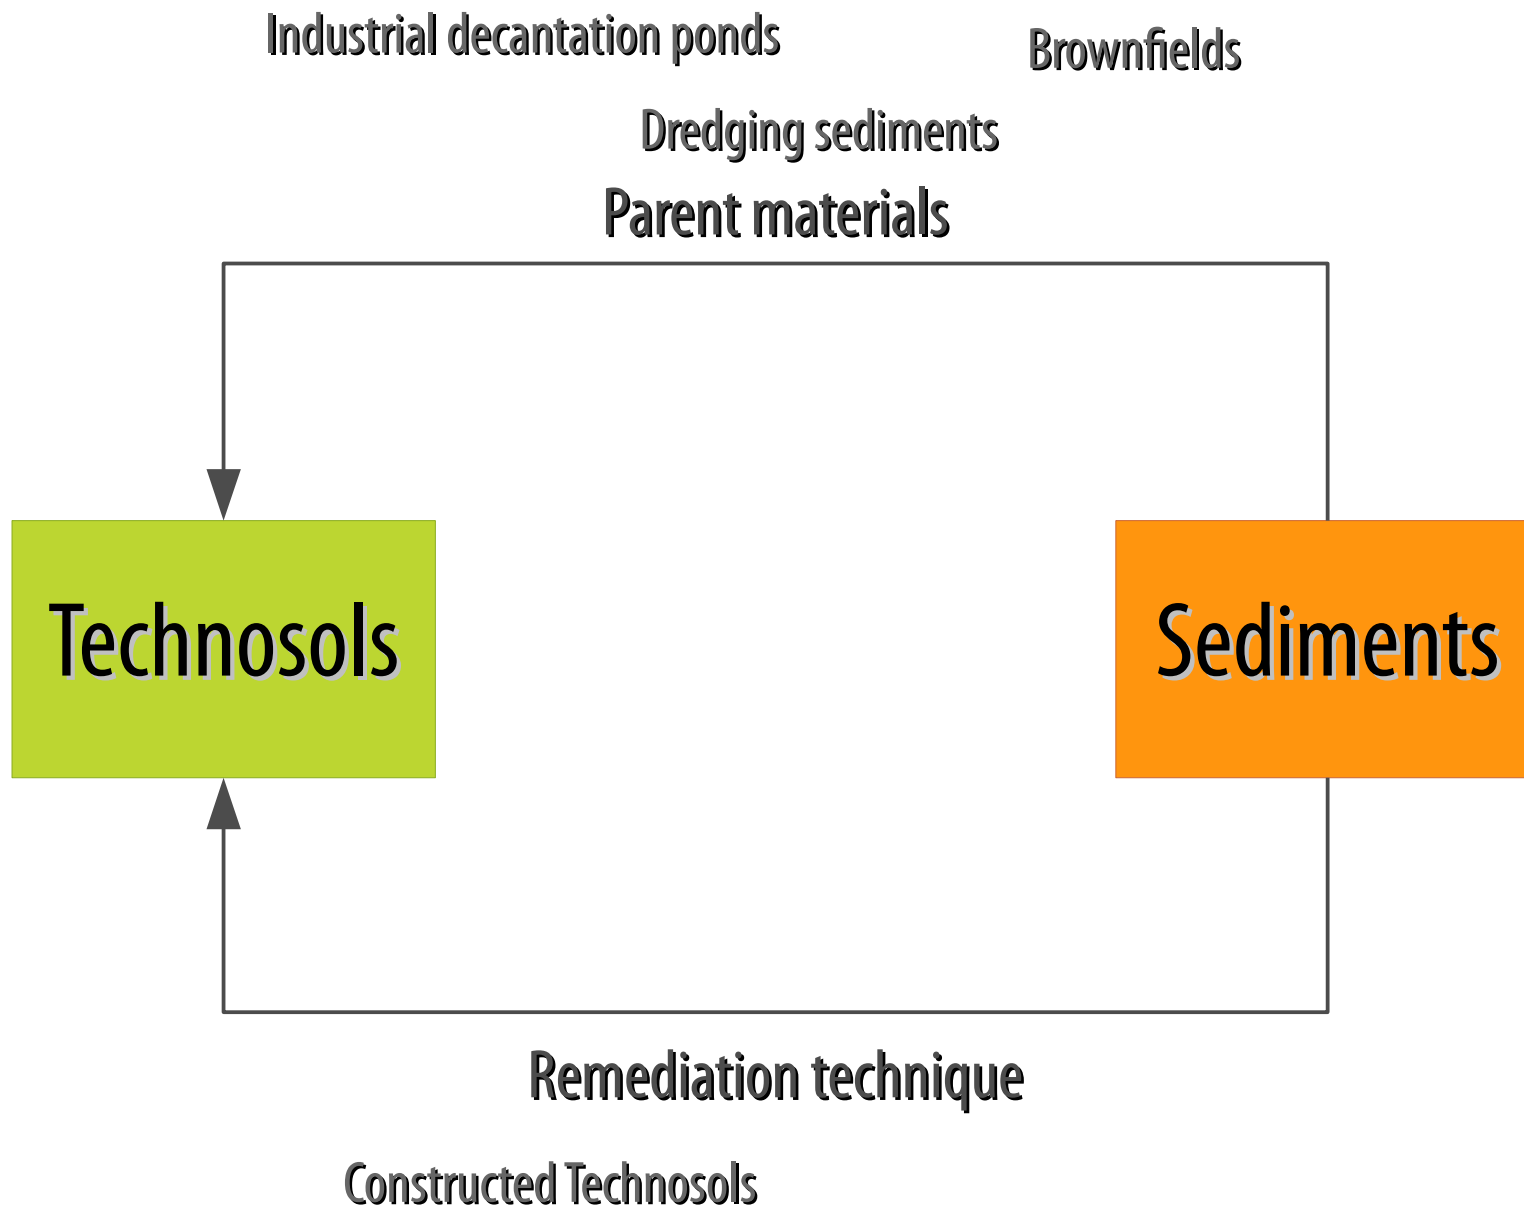 Industrial decantation ponds
Brownfields
Dredging sediments
Parent materials
Technosols
Sediments
Remediation technique
Constructed Technosols